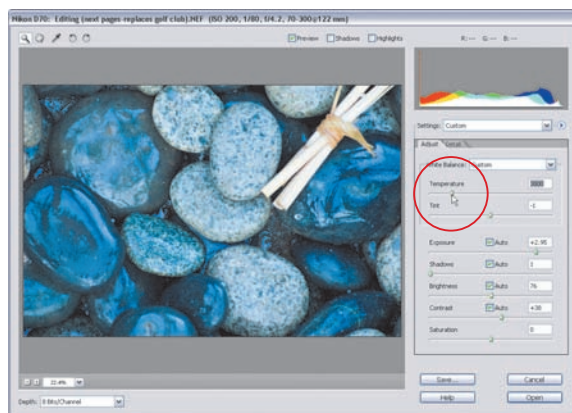 Nikon D70: Editing (next pages-replaces golf club).NEF (ISO 200, 1/80, f/4.2, 70-300@122 mm)
Preview Shadows Highlights R: --- G: --- B: ---
Settings: Custom
Adjust Detail
White Balance: Custom
Temperature
Tint -1
Exposure Auto +2.95
Shadows Auto 1
Brightness Auto 76
Contrast Auto +38
Saturation 0
Save... Cancel
Help Open
Depth: 8 Bits/Channel